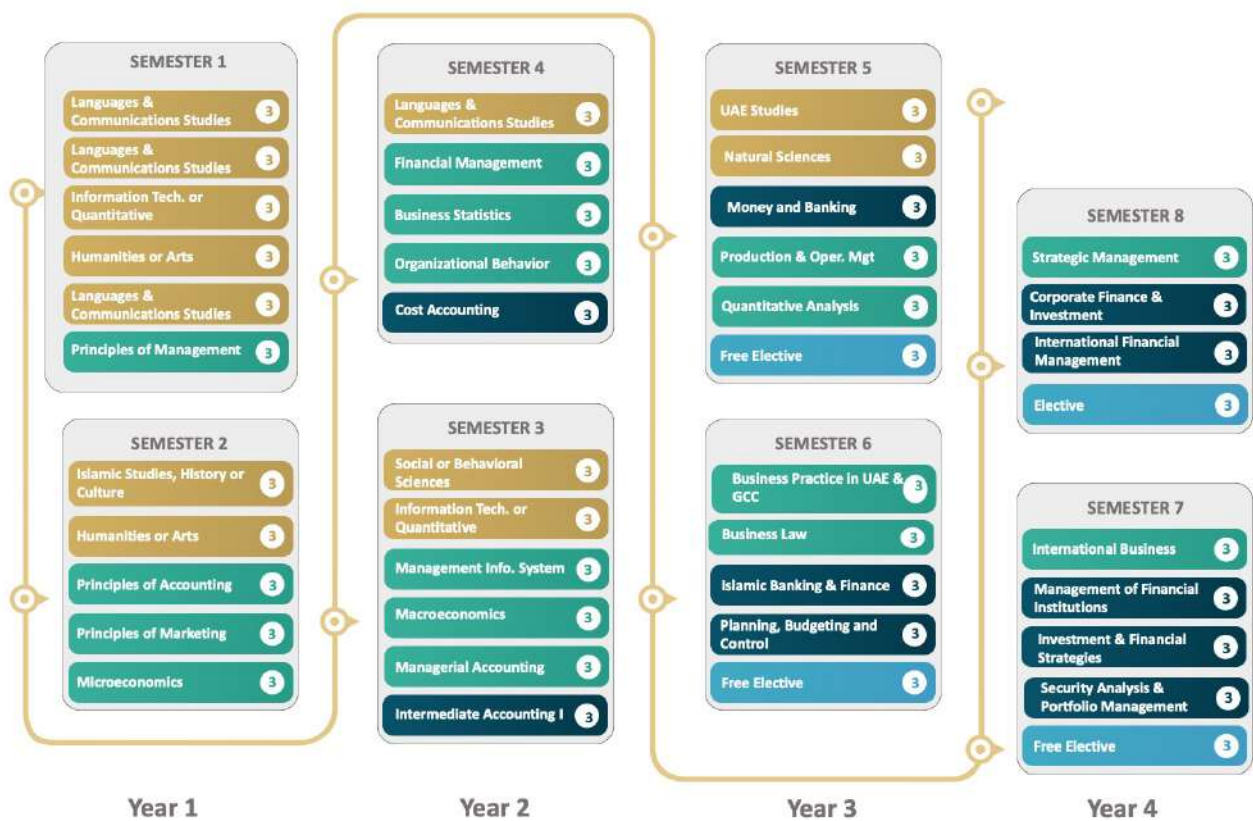 SEMESTER 1
Languages &
Communications Studies
3
Languages &
Communications Studies
3
Information Tech. or
Quantitative
3
Humanities or Arts
3
Languages &
Communications Studies
3
Principles of Management
3
SEMESTER 2
Islamic Studies, History or
Culture
3
Humanities or Arts
3
Principles of Accounting
3
Principles of Marketing
3
Microeconomics
3
Year 1
SEMESTER 4
Languages &
Communications Studies
3
Financial Management
3
Business Statistics
3
Organizational Behavior
3
Cost Accounting
3
SEMESTER 3
Social or Behavioral
Sciences
3
Information Tech. or
Quantitative
3
Management Info. System
3
Macroeconomics
3
Managerial Accounting
3
Intermediate Accounting I
3
Year 2
SEMESTER 5
UAE Studies
3
Natural Sciences
3
Money and Banking
3
Production & Oper. Mgt
3
Quantitative Analysis
3
Free Elective
3
SEMESTER 6
Business Practice in UAE &
GCC
3
Business Law
3
Islamic Banking & Finance
3
Planning, Budgeting and
Control
3
Free Elective
3
Year 3
SEMESTER 8
Strategic Management
3
Corporate Finance &
Investment
3
International Financial
Management
3
Elective
3
SEMESTER 7
International Business
3
Management of Financial
Institutions
3
Investment & Financial
Strategies
3
Security Analysis &
Portfolio Management
3
Free Elective
3
Year 4